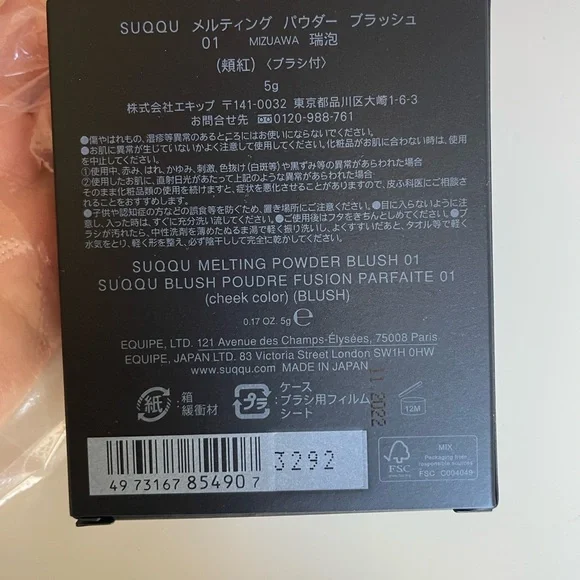 SUQQU メルティング パウダー ブラッシュ
01 MIZUAWA 瑞泡
(頬紅)〈ブラシ付〉
5g
株式会社エキップ 〒141-0032 東京都品川区大崎1-6-3
お問合せ先 0120-988-761
●傷やはれもの、湿疹等異常のあるところにはお使いにならないでください。
●お肌に異常が生じていないかよく注意して使用してください。化粧品がお肌に合わない時は、使用
を中止してください。
①使用中、赤み、はれ、かゆみ、刺激、色抜け(白斑等)や黒ずみ等の異常があらわれた場合
②使用したお肌に、直射日光があたって上記のような異常があらわれた場合
そのまま化粧品類の使用を続けますと、症状を悪化させることがありますので、皮ふ科医にご相談さ
れることをおすすめします。
●子供や認知症の方などの誤食等を防ぐため、置き場所にご注意ください。●目に入らないように注
意し、入った時は、すぐに充分洗い流してください。●ご使用後はフタをきちんとしめてください。●ブ
ラシが汚れたら、中性洗剤を薄めたぬるま湯で軽く振り洗いし、よくすすいだあと、タオル等で軽く
水気をとり、軽く形を整え、必ず陰干しして完全に乾かしてください。
SUQQU MELTING POWDER BLUSH 01
SUQQU BLUSH POUDRE FUSION PARFAITE 01
(cheek color) (BLUSH)
0.17 OZ. 5g ℮
EQUIPE, LTD. 121 Avenue des Champs-Élysées, 75008 Paris
EQUIPE, JAPAN LTD. 83 Victoria Street London SW1H 0HW
www.suqqu.com MADE IN JAPAN
紙 :箱
緩衝材
プラ ケース
:ブラシ用フィルム
シート
11 2022
12M
3292
4 973167 854907
FSC
MIX
Packaging from
responsible sources
FSC C004049